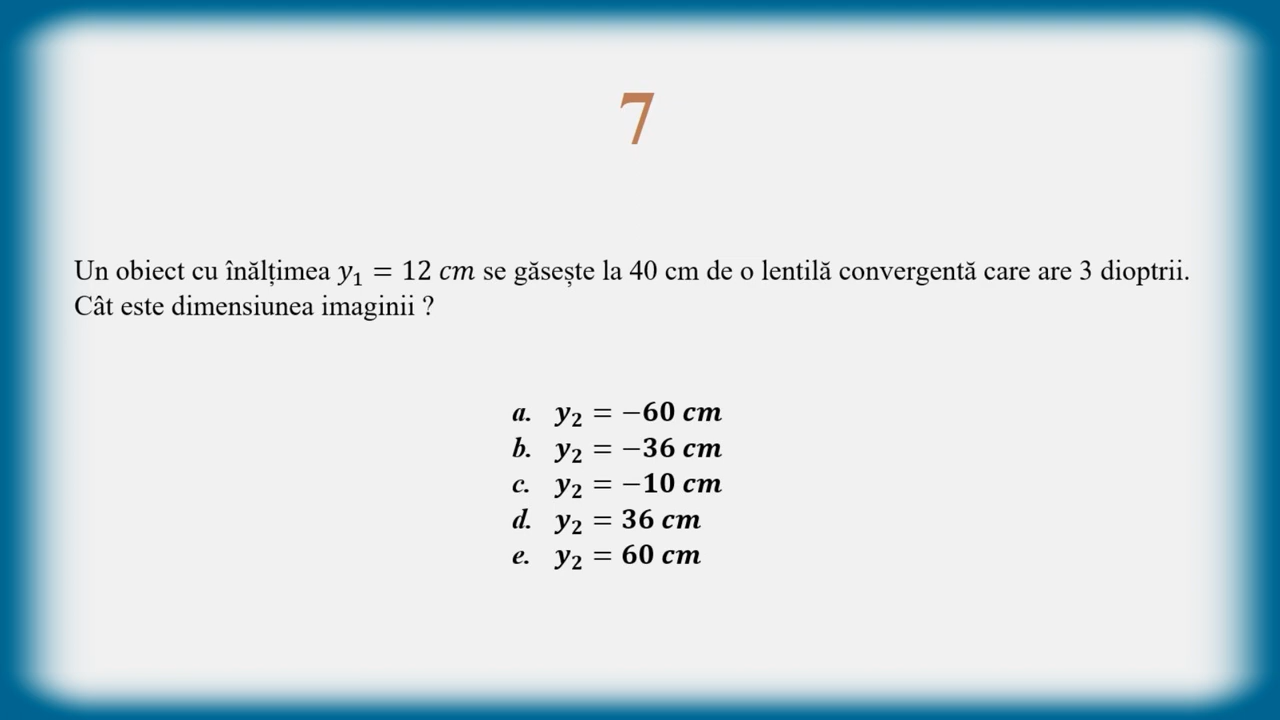 7
Un obiect cu înălțimea y₁ = 12 cm se găsește la 40 cm de o lentilă convergentă care are 3 dioptrii.
Cât este dimensiunea imaginii ?
a. y₂ = −60 cm
b. y₂ = −36 cm
c. y₂ = −10 cm
d. y₂ = 36 cm
e. y₂ = 60 cm